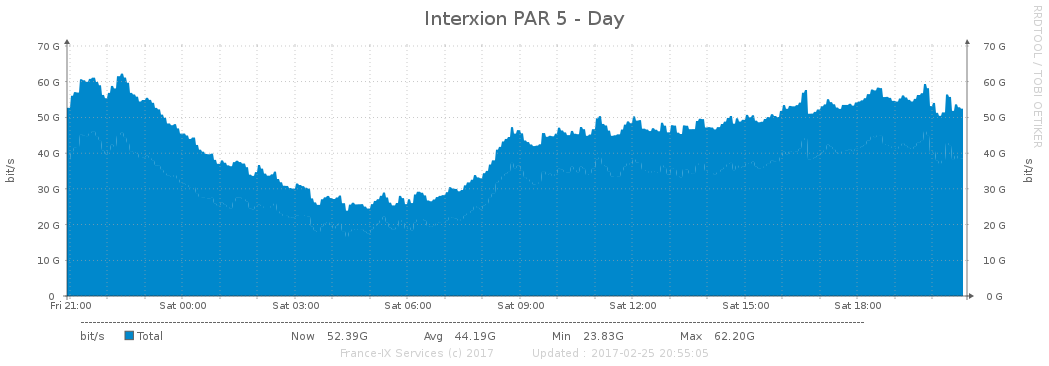 Interxion PAR 5 - Day
RRDTOOL / TOBI OETIKER
70 G 70 G
60 G 60 G
50 G 50 G
40 G 40 G
30 G 30 G
20 G 20 G
10 G 10 G
0 0 G
bit/s bit/s
Fri 21:00 Sat 00:00 Sat 03:00 Sat 06:00 Sat 09:00 Sat 12:00 Sat 15:00 Sat 18:00
bit/s Total Now 52.39G Avg 44.19G Min 23.83G Max 62.20G
France-IX Services (c) 2017 Updated : 2017-02-25 20:55:05